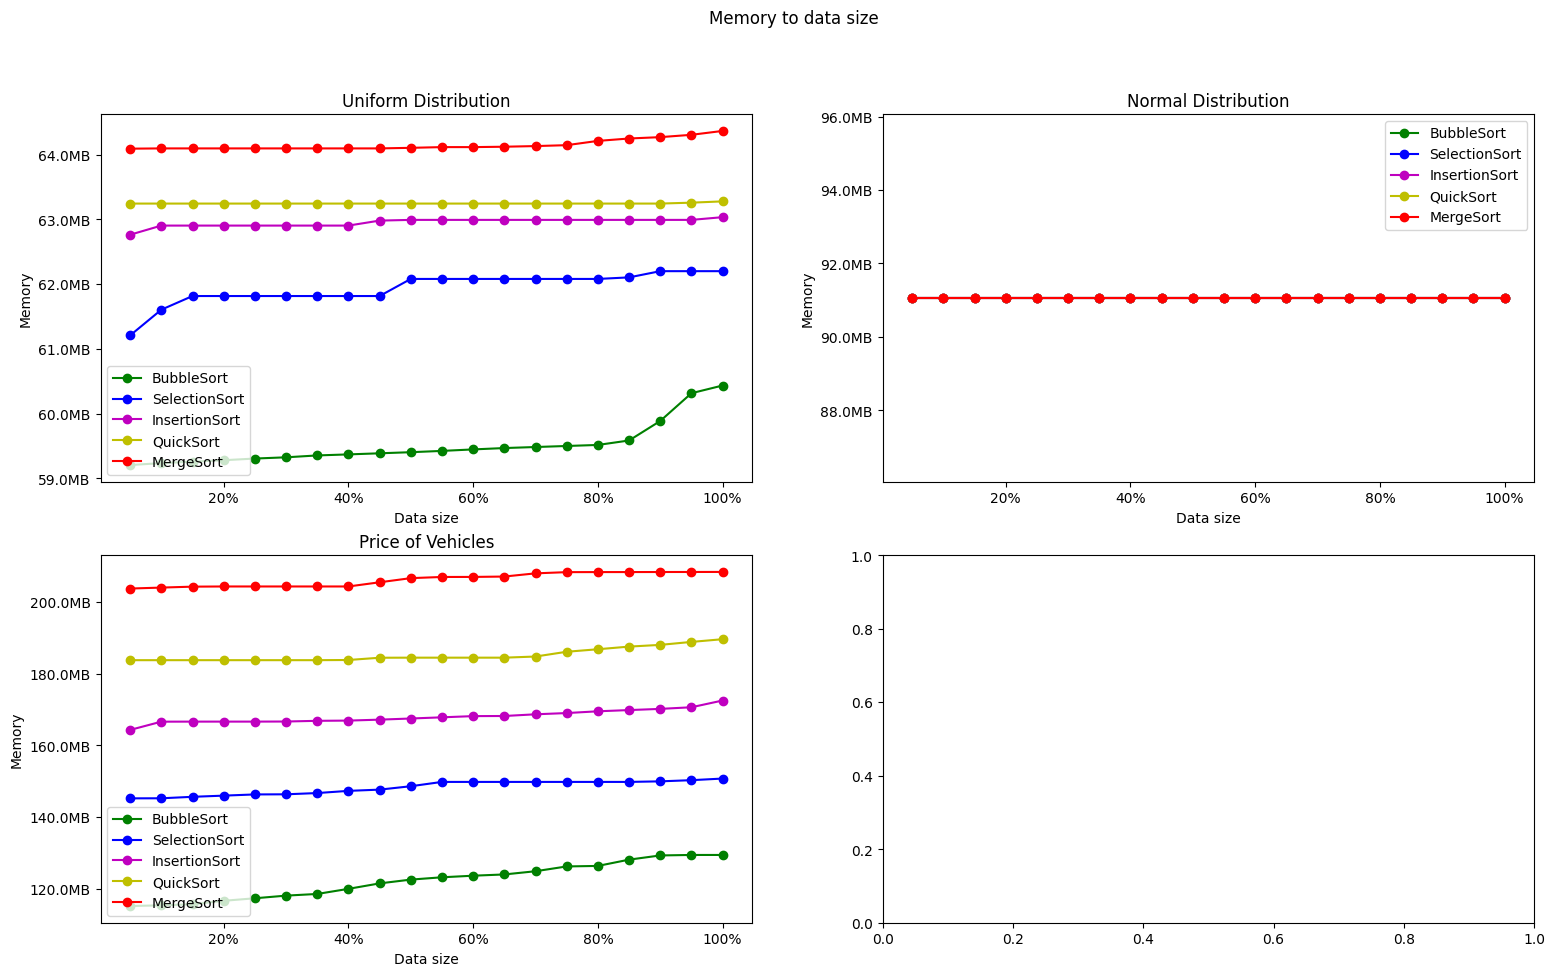 Memory to data size
Uniform Distribution
64.0MB
63.0MB
62.0MB
61.0MB
60.0MB
59.0MB
Memory
BubbleSort
SelectionSort
InsertionSort
QuickSort
MergeSort
20% 40% 60% 80% 100%
Data size
Normal Distribution
96.0MB
94.0MB
92.0MB
90.0MB
88.0MB
Memory
BubbleSort
SelectionSort
InsertionSort
QuickSort
MergeSort
20% 40% 60% 80% 100%
Data size
Price of Vehicles
200.0MB
180.0MB
160.0MB
140.0MB
120.0MB
Memory
BubbleSort
SelectionSort
InsertionSort
QuickSort
MergeSort
20% 40% 60% 80% 100%
Data size
1.0
0.8
0.6
0.4
0.2
0.0
0.0 0.2 0.4 0.6 0.8 1.0